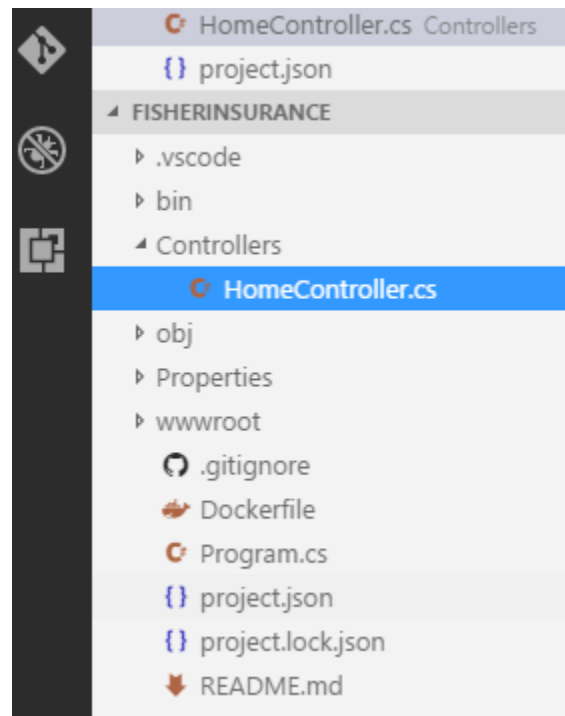 HomeController.cs Controllers
{} project.json
FISHERINSURANCE
.vscode
bin
Controllers
HomeController.cs
obj
Properties
wwwroot
.gitignore
Dockerfile
Program.cs
{} project.json
{} project.lock.json
README.md